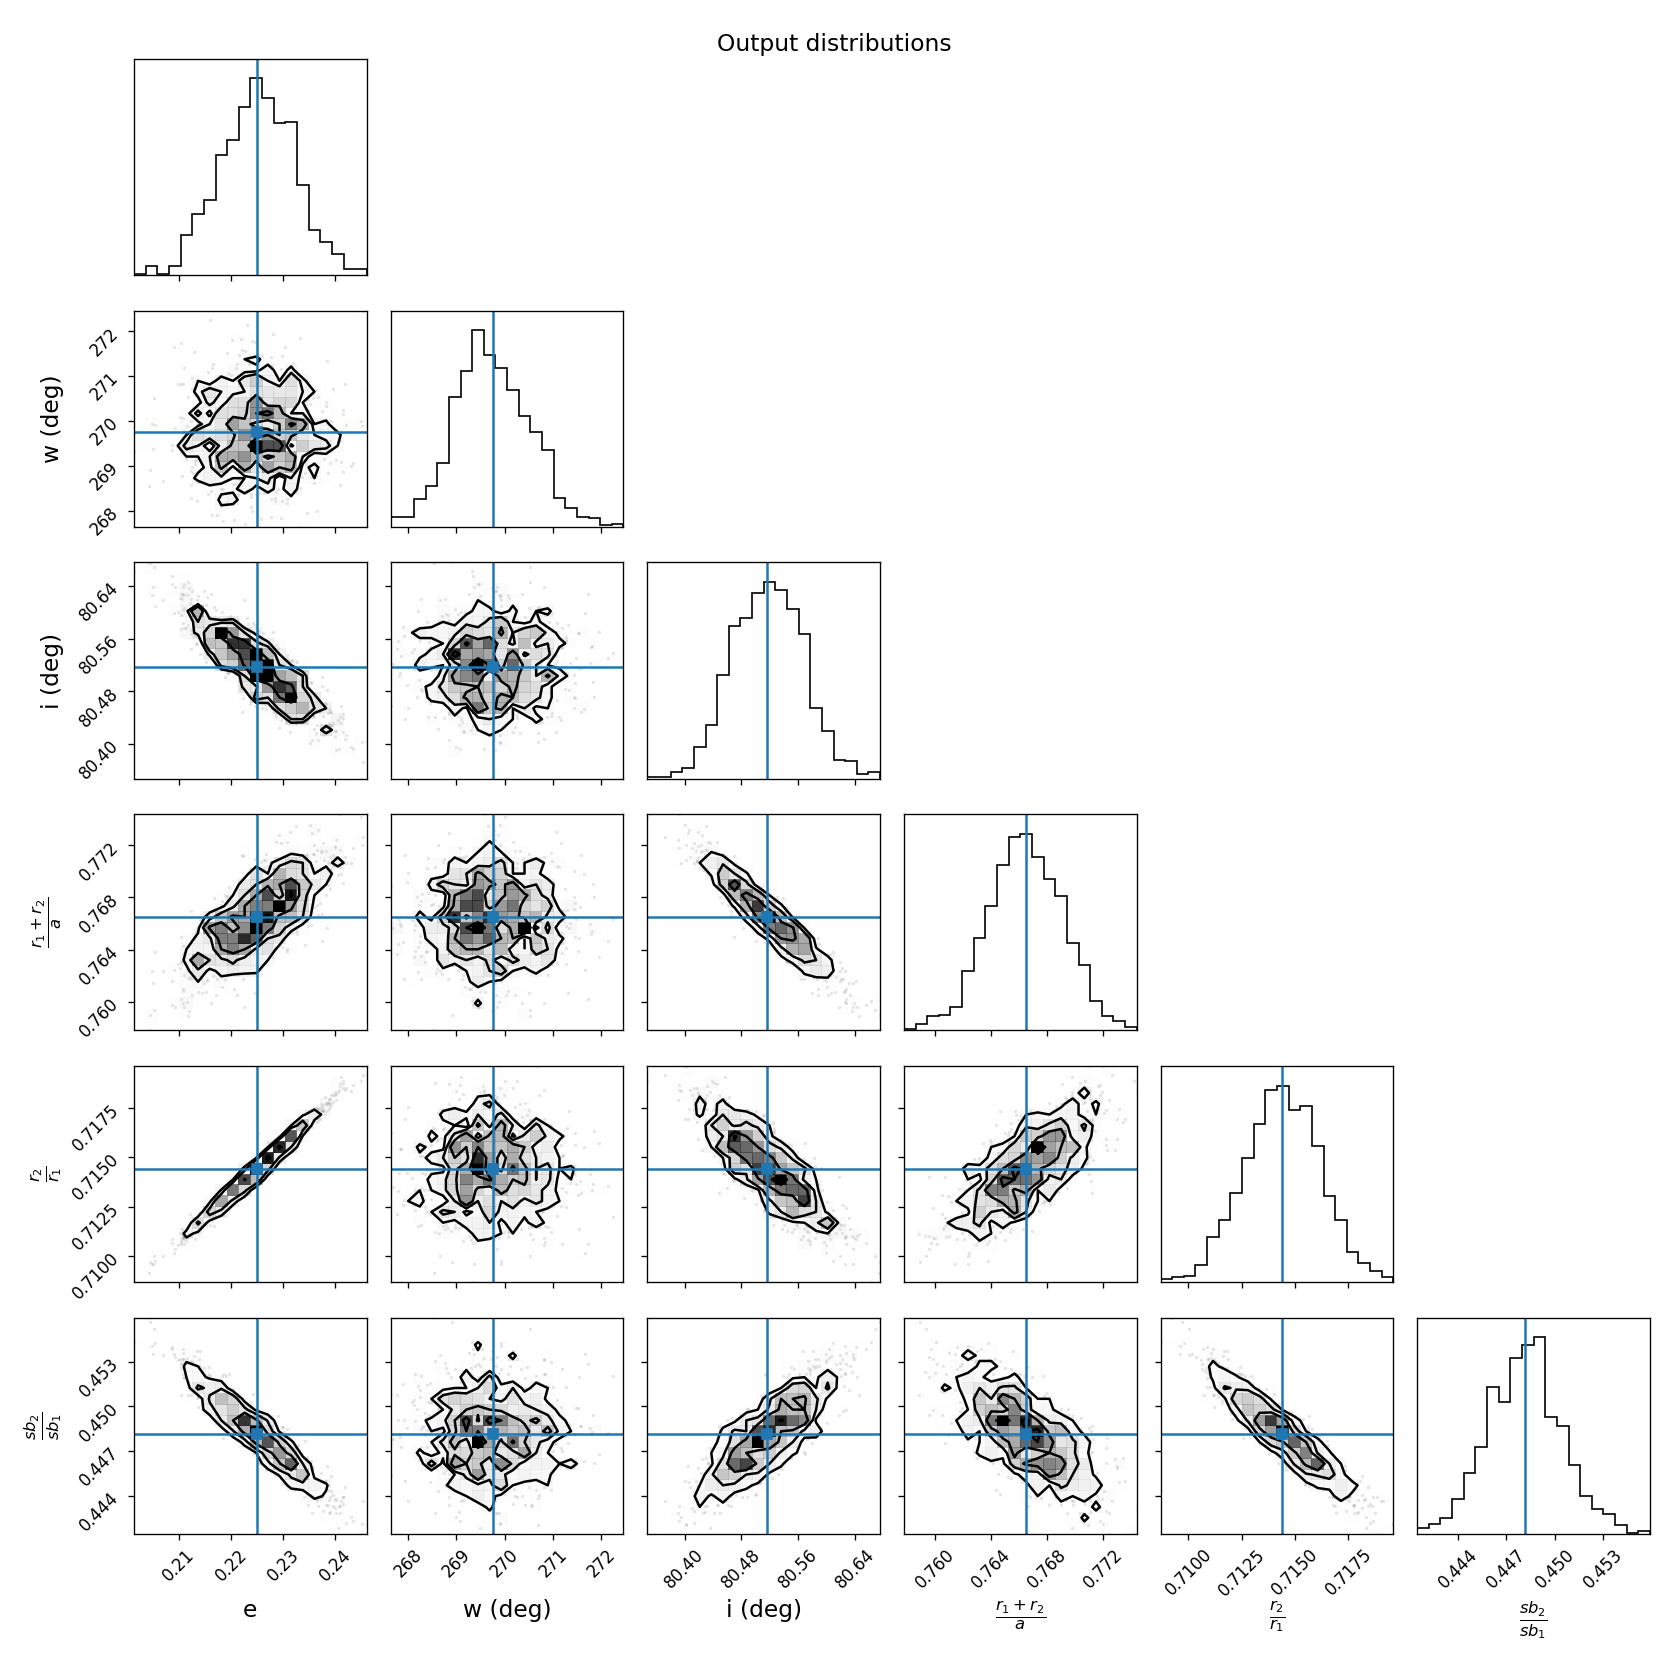 Output distributions
w (deg)
272
271
270
269
268
i (deg)
80.64
80.56
80.48
80.40
r₁ + r₂
a
0.772
0.768
0.764
0.760
r₂
r₁
0.7175
0.7150
0.7125
0.7100
sb₂
sb₁
0.453
0.450
0.447
0.444
0.21 0.22 0.23 0.24 268 269 270 271 272 80.40 80.48 80.56 80.64 0.760 0.764 0.768 0.772 0.7100 0.7125 0.7150 0.7175 0.444 0.447 0.450 0.453
e w (deg) i (deg)
r₁ + r₂
a
r₂
r₁
sb₂
sb₁